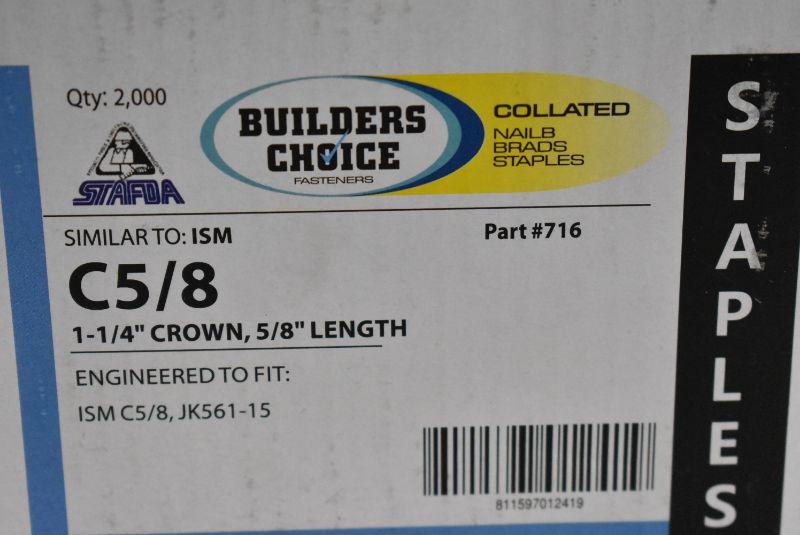 Qty: 2,000
STAFDA
BUILDERS
CHOICE
FASTENERS
COLLATED
NAILB
BRADS
STAPLES
SIMILAR TO: ISM
Part #716
C5/8
1-1/4" CROWN, 5/8" LENGTH
ENGINEERED TO FIT:
ISM C5/8, JK561-15
811597012419
STAPLES